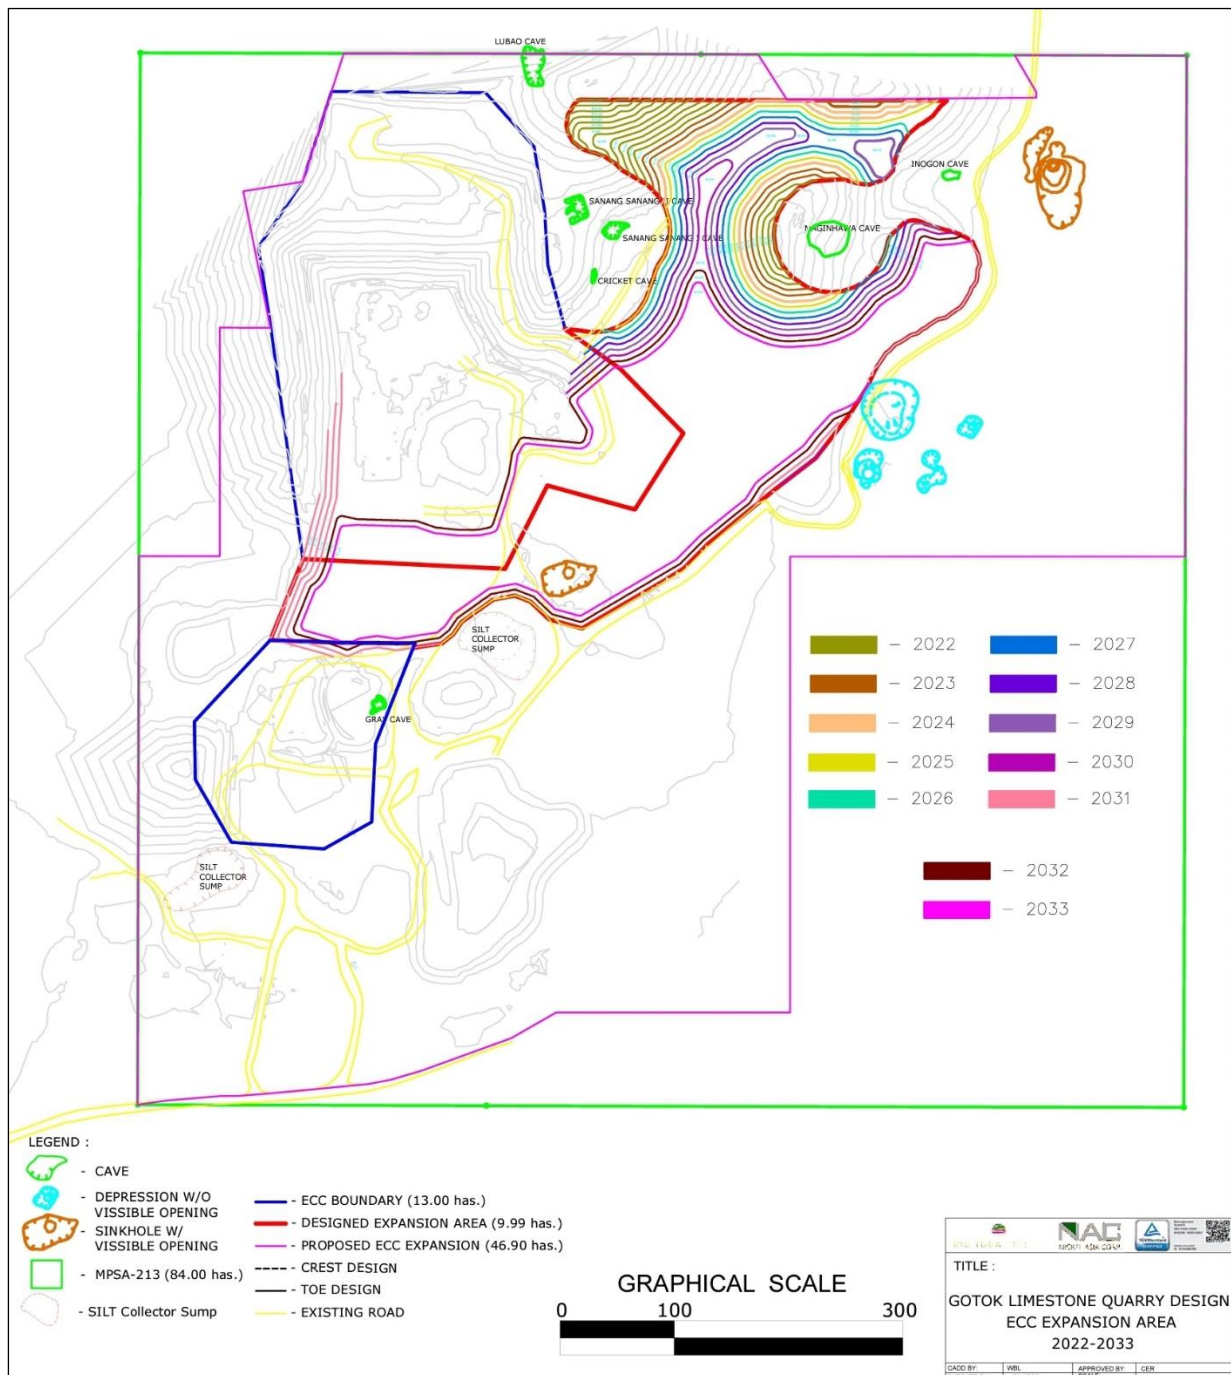 LUBAO CAVE
INOGON CAVE
SANANG SANANG II CAVE
NAGINHAWA CAVE
SANANG SANANG I CAVE
CRICKET CAVE
SILT
COLLECTOR
SUMP
GRAY CAVE
SILT
COLLECTOR
SUMP
- 2022
- 2027
- 2023
- 2028
- 2024
- 2029
- 2025
- 2030
- 2026
- 2031
- 2032
- 2033
LEGEND :
- CAVE
- DEPRESSION W/O
VISSIBLE OPENING
- SINKHOLE W/
VISSIBLE OPENING
- MPSA-213 (84.00 has.)
- SILT Collector Sump
- ECC BOUNDARY (13.00 has.)
- DESIGNED EXPANSION AREA (9.99 has.)
- PROPOSED ECC EXPANSION (46.90 has.)
- CREST DESIGN
- TOE DESIGN
- EXISTING ROAD
GRAPHICAL SCALE
0 100 300
NAC
NICKEL ASIA CORP.
TITLE :
GOTOK LIMESTONE QUARRY DESIGN
ECC EXPANSION AREA
2022-2033
CADD BY: WBL APPROVED BY: CER